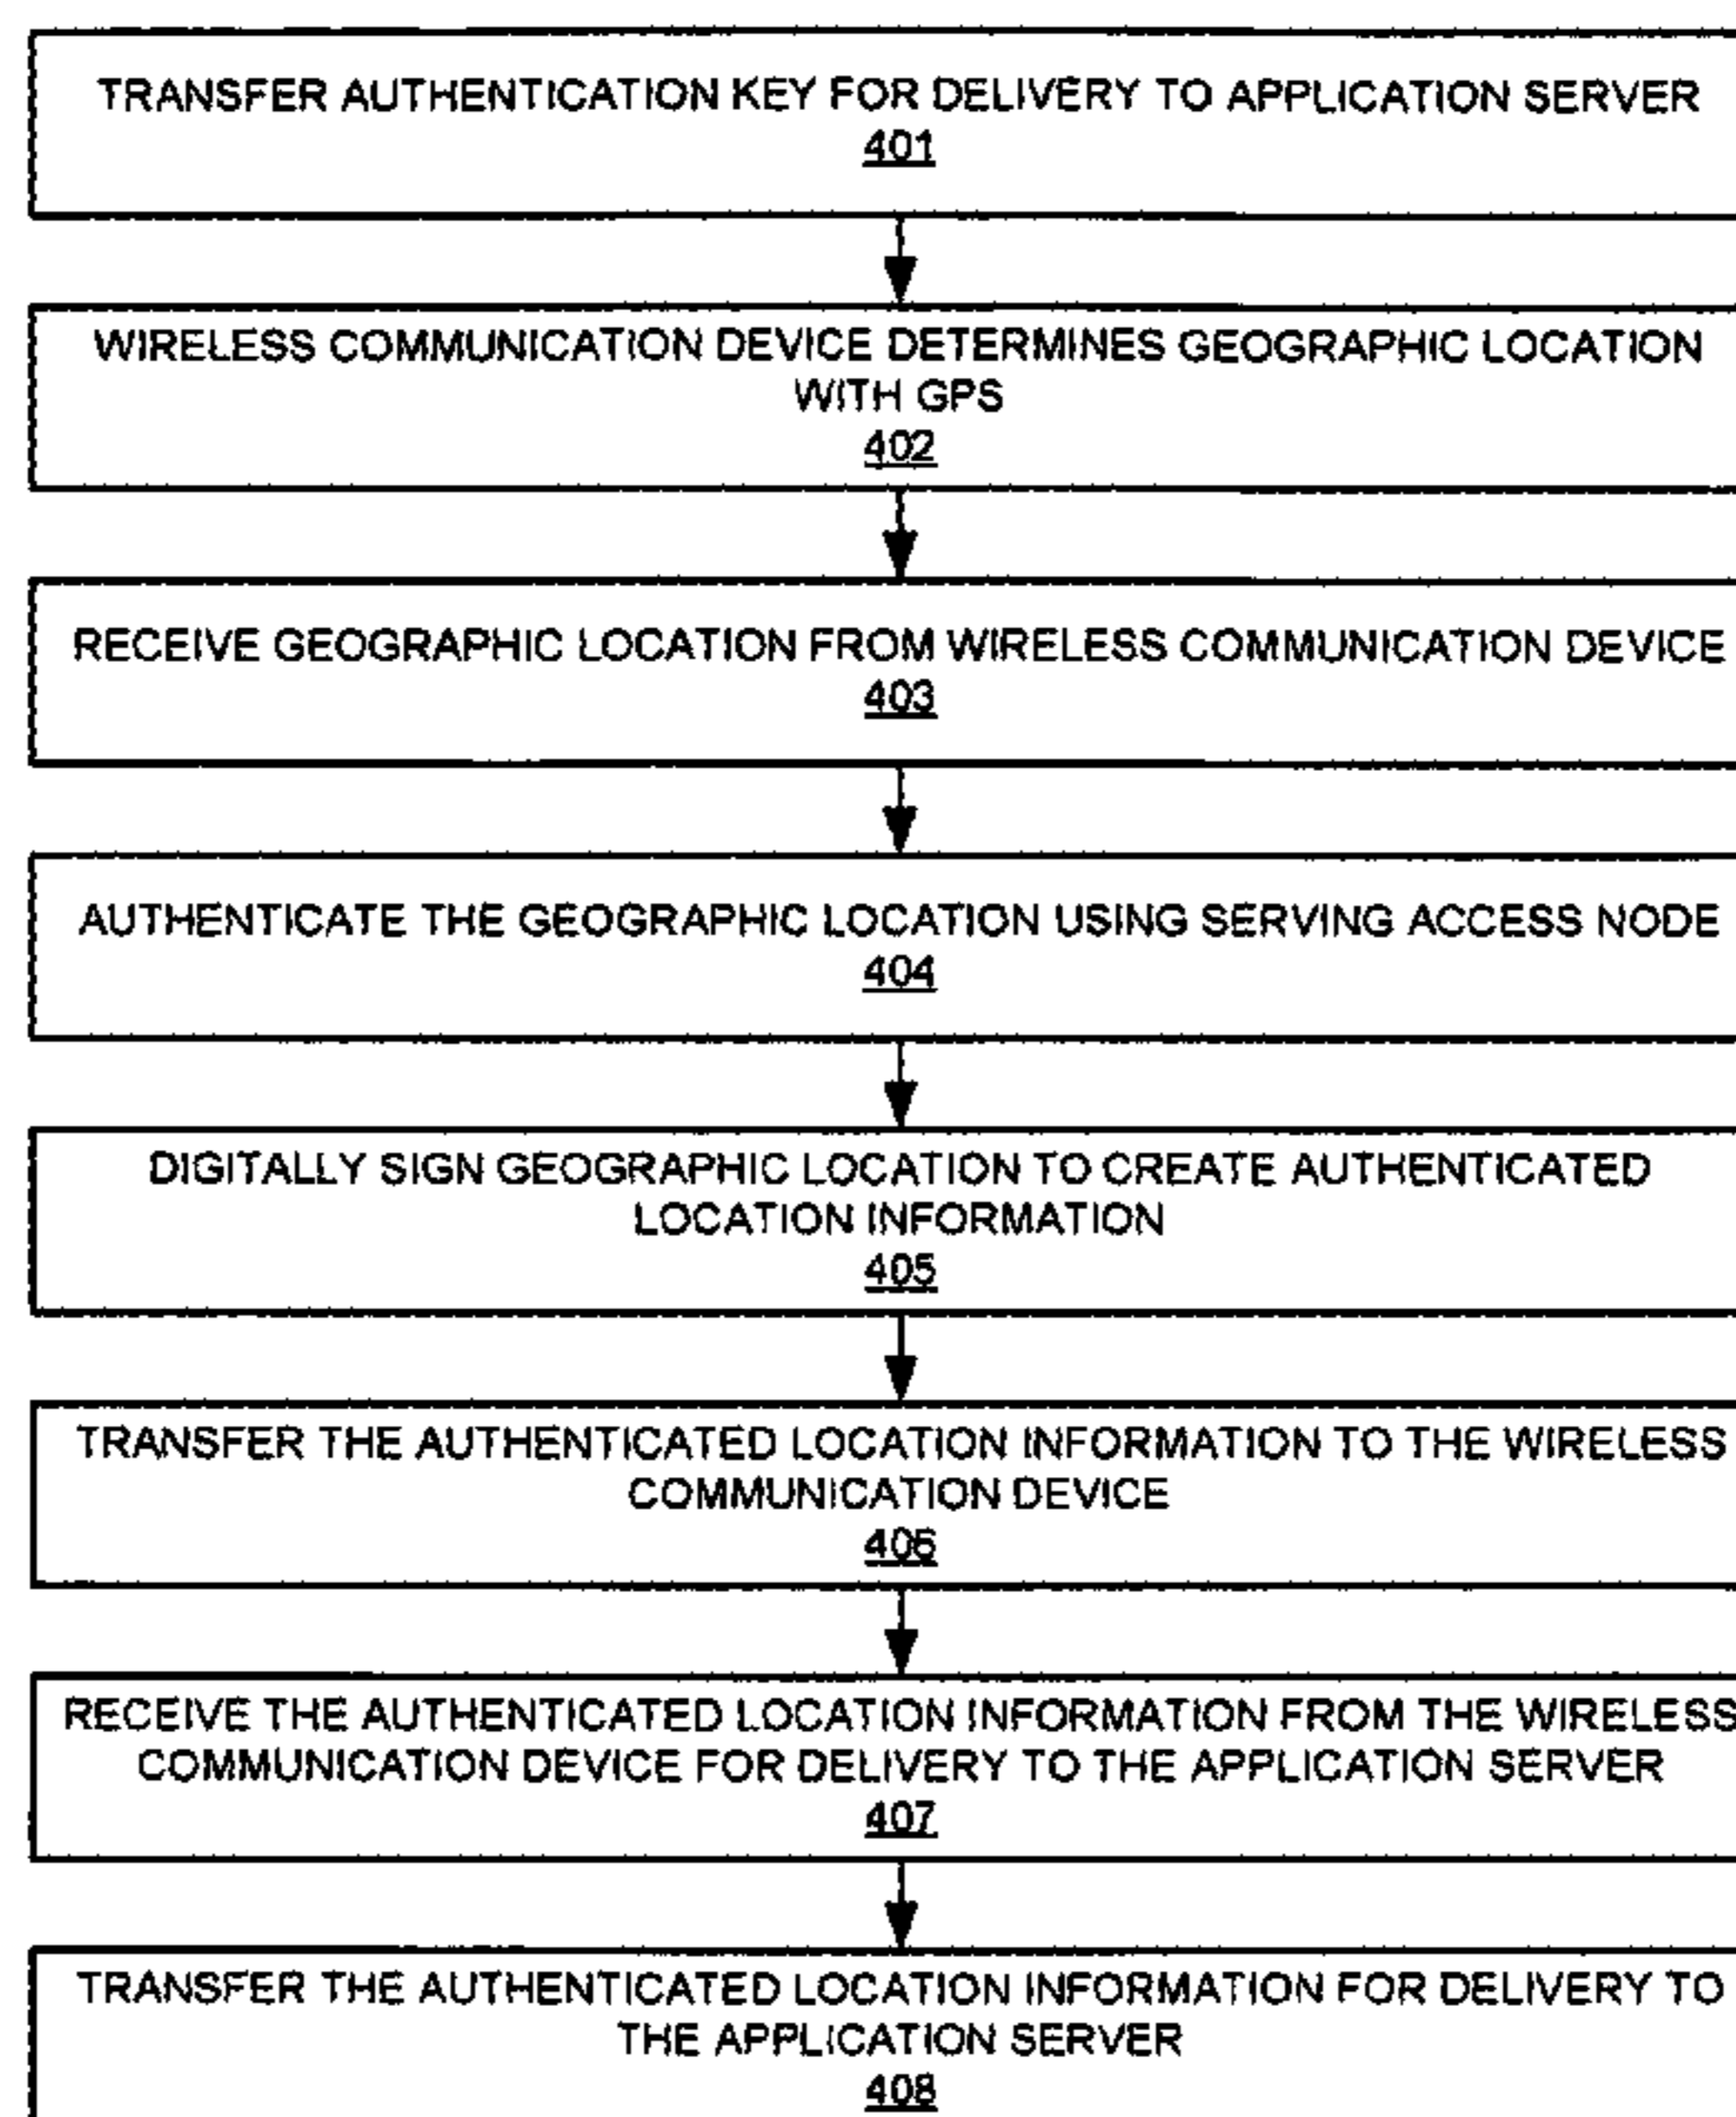 TRANSFER AUTHENTICATION KEY FOR DELIVERY TO APPLICATION SERVER
401
WIRELESS COMMUNICATION DEVICE DETERMINES GEOGRAPHIC LOCATION
WITH GPS
402
RECEIVE GEOGRAPHIC LOCATION FROM WIRELESS COMMUNICATION DEVICE
403
AUTHENTICATE THE GEOGRAPHIC LOCATION USING SERVING ACCESS NODE
404
DIGITALLY SIGN GEOGRAPHIC LOCATION TO CREATE AUTHENTICATED
LOCATION INFORMATION
405
TRANSFER THE AUTHENTICATED LOCATION INFORMATION TO THE WIRELESS
COMMUNICATION DEVICE
406
RECEIVE THE AUTHENTICATED LOCATION INFORMATION FROM THE WIRELESS
COMMUNICATION DEVICE FOR DELIVERY TO THE APPLICATION SERVER
407
TRANSFER THE AUTHENTICATED LOCATION INFORMATION FOR DELIVERY TO
THE APPLICATION SERVER
408